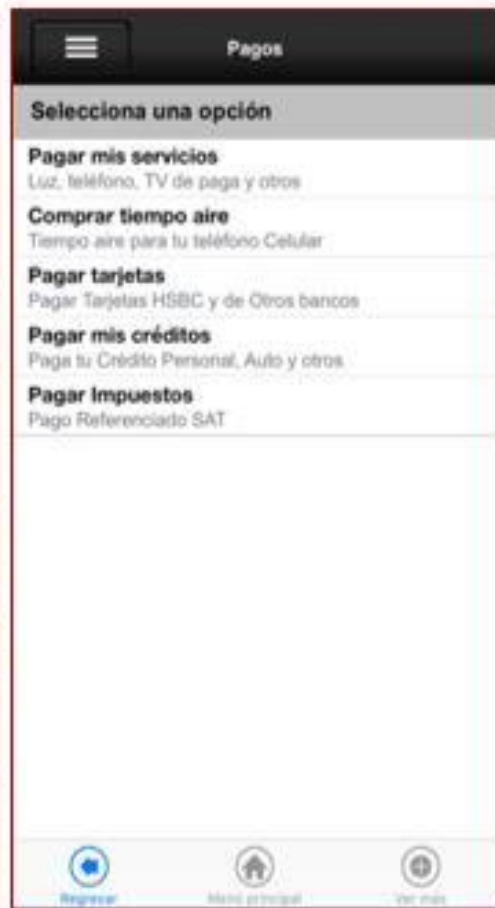 Pagos
Selecciona una opción
Pagar mis servicios
Luz, teléfono, TV de paga y otros
Comprar tiempo aire
Tiempo aire para tu teléfono Celular
Pagar tarjetas
Pagar Tarjetas HSBC y de Otros bancos
Pagar mis créditos
Paga tu Crédito Personal, Auto y otros
Pagar Impuestos
Pago Referenciado SAT
Regresar
Menú principal
Ver más